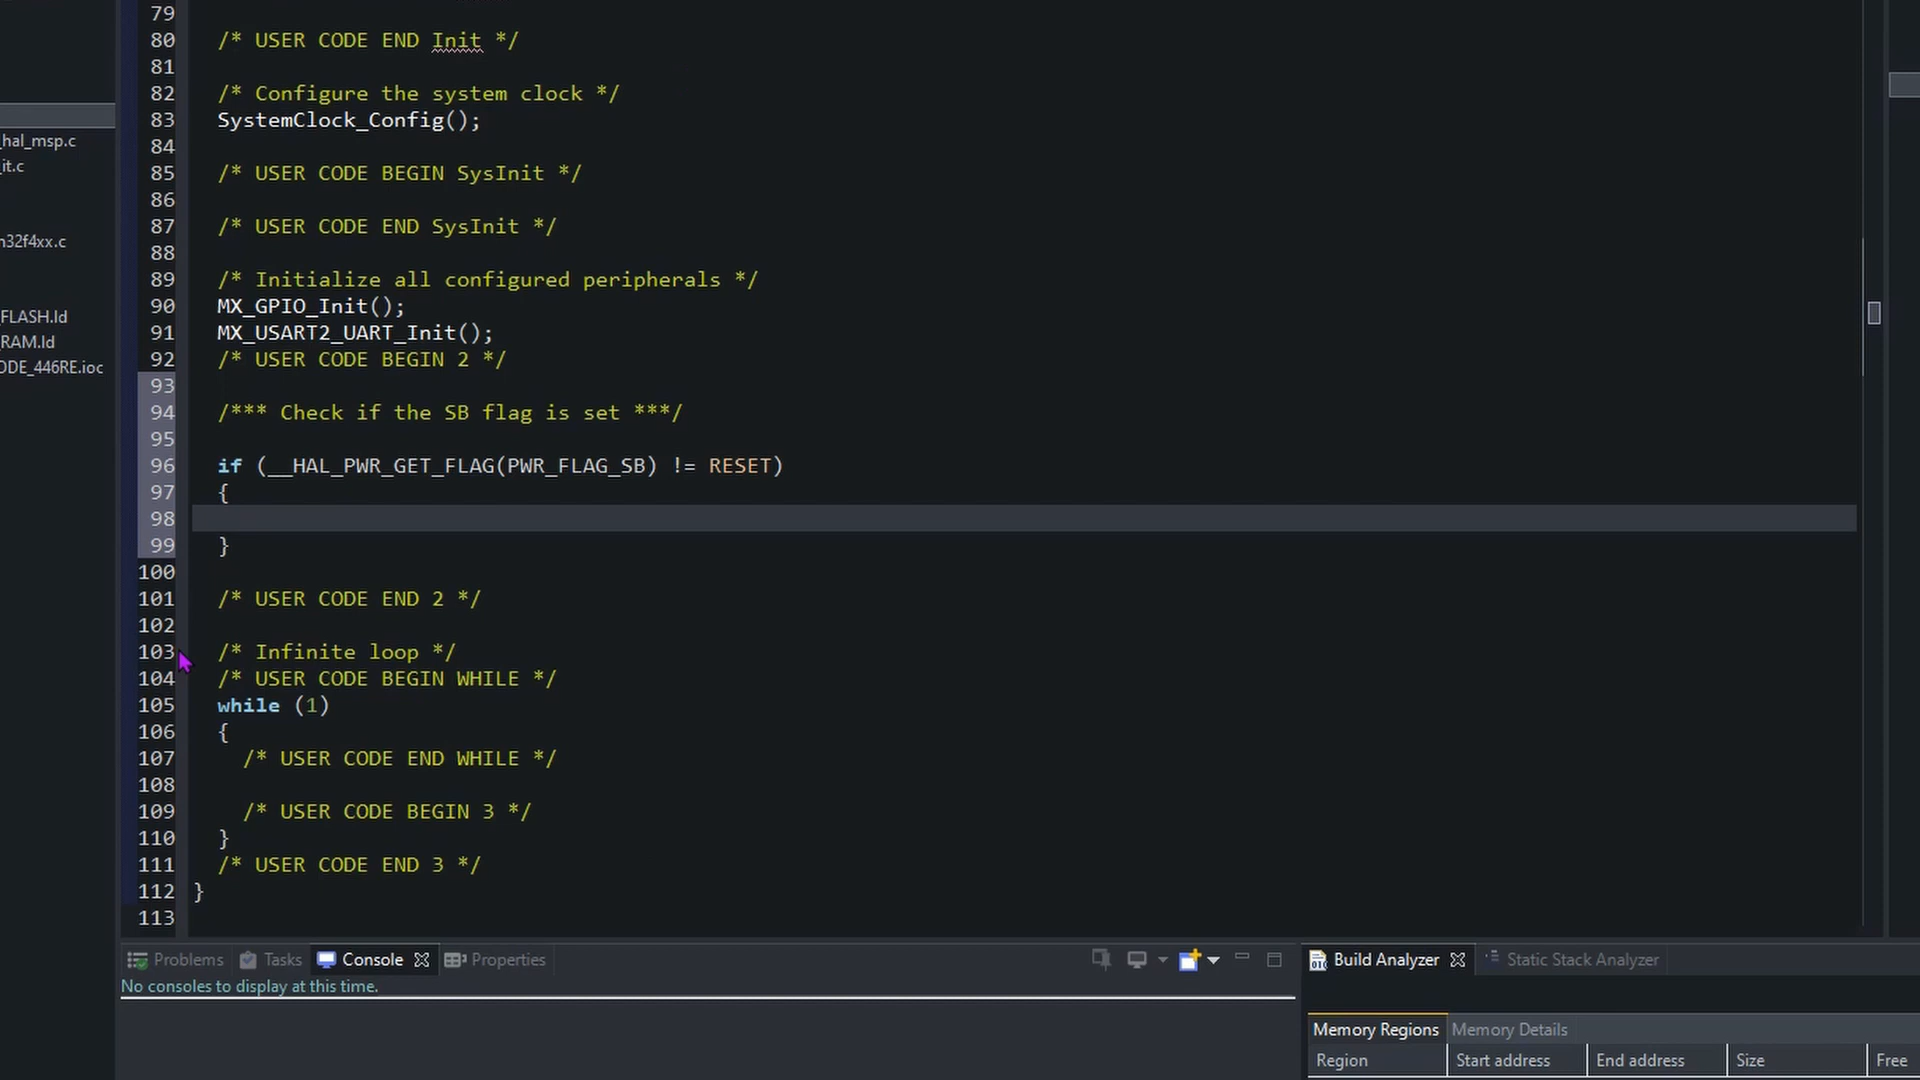 _hal_msp.c
_it.c
n32f4xx.c
_FLASH.ld
_RAM.ld
ODE_446RE.ioc
79
80 /* USER CODE END Init */
81
82 /* Configure the system clock */
83 SystemClock_Config();
84
85 /* USER CODE BEGIN SysInit */
86
87 /* USER CODE END SysInit */
88
89 /* Initialize all configured peripherals */
90 MX_GPIO_Init();
91 MX_USART2_UART_Init();
92 /* USER CODE BEGIN 2 */
93
94 /*** Check if the SB flag is set ***/
95
96 if (__HAL_PWR_GET_FLAG(PWR_FLAG_SB) != RESET)
97 {
98
99 }
100
101 /* USER CODE END 2 */
102
103 /* Infinite loop */
104 /* USER CODE BEGIN WHILE */
105 while (1)
106 {
107 /* USER CODE END WHILE */
108
109 /* USER CODE BEGIN 3 */
110 }
111 /* USER CODE END 3 */
112 }
113
Problems Tasks Console Properties
No consoles to display at this time.
Build Analyzer Static Stack Analyzer
Memory Regions Memory Details
Region Start address End address Size Free